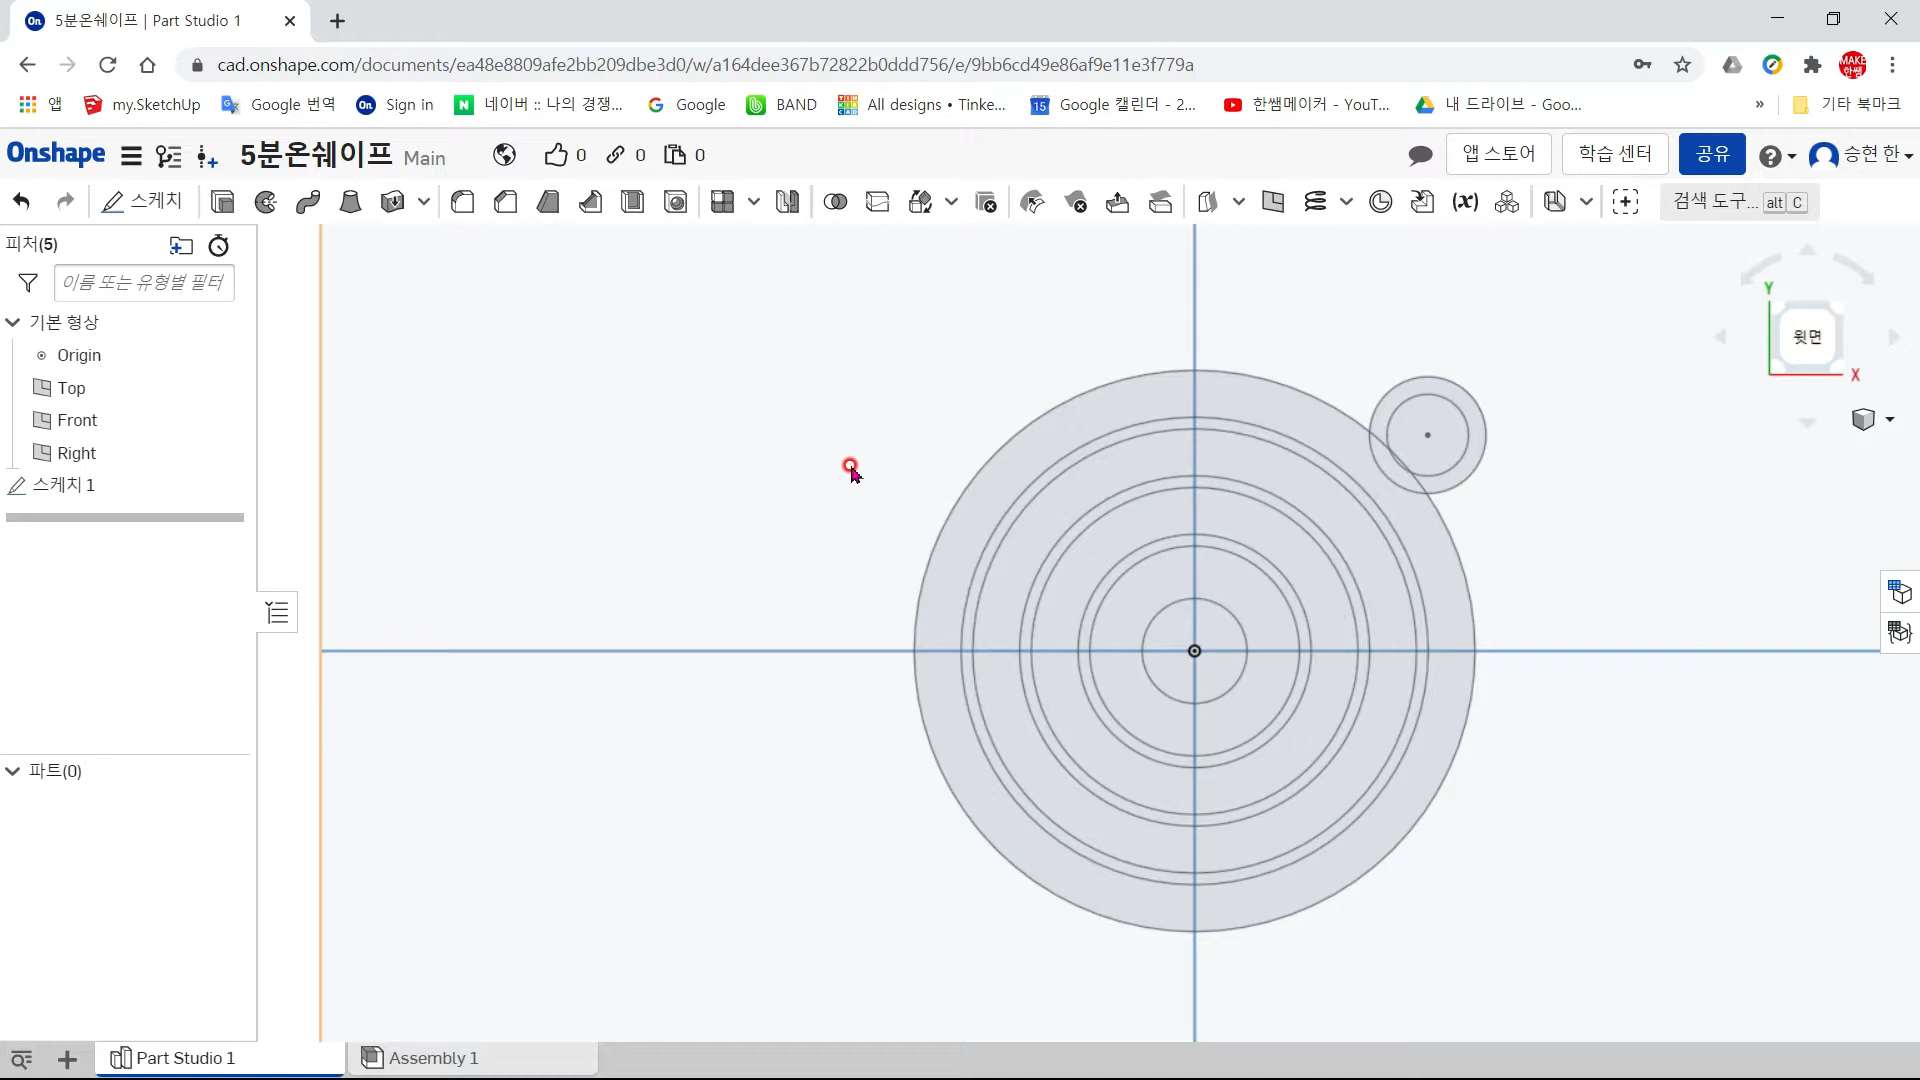 5분온쉐이프 | Part Studio 1
cad.onshape.com/documents/ea48e8809afe2bb209dbe3d0/w/a164dee367b72822b0ddd756/e/9bb6cd49e86af9e11e3f779a
MAKE
한쌤
앱 my.SketchUp Google 번역 Sign in 네이버 :: 나의 경쟁... Google BAND All designs • Tinke... Google 캘린더 - 2... 한쌤메이커 - YouT... 내 드라이브 - Goo... » 기타 북마크
Onshape 5분온쉐이프 Main 0 0 0 앱 스토어 학습 센터 공유 승현 한
스케치 (x) 검색 도구... alt C
피처(5)
이름 또는 유형별 필터
기본 형상
Origin
Top
Front
Right
스케치 1
Y
윗면
X
파트(0)
Part Studio 1 Assembly 1